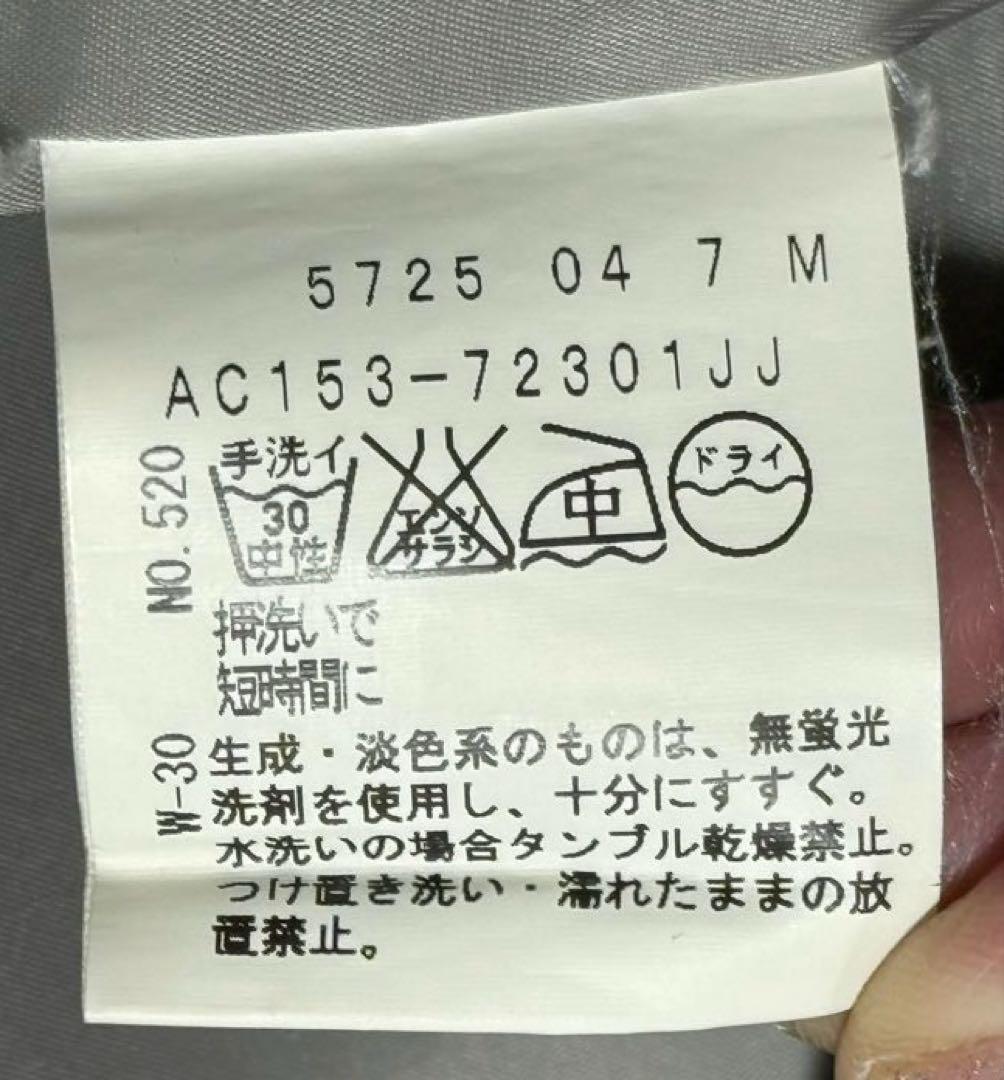 5725 04 7 M
AC153-72301JJ
NO.520
手洗イ
30
中性
エンソ
サラシ
中
ドライ
押洗いで
短時間に
W-30
生成・淡色系のものは、無蛍光
洗剤を使用し、十分にすすぐ。
水洗いの場合タンブル乾燥禁止。
つけ置き洗い・濡れたままの放
置禁止。